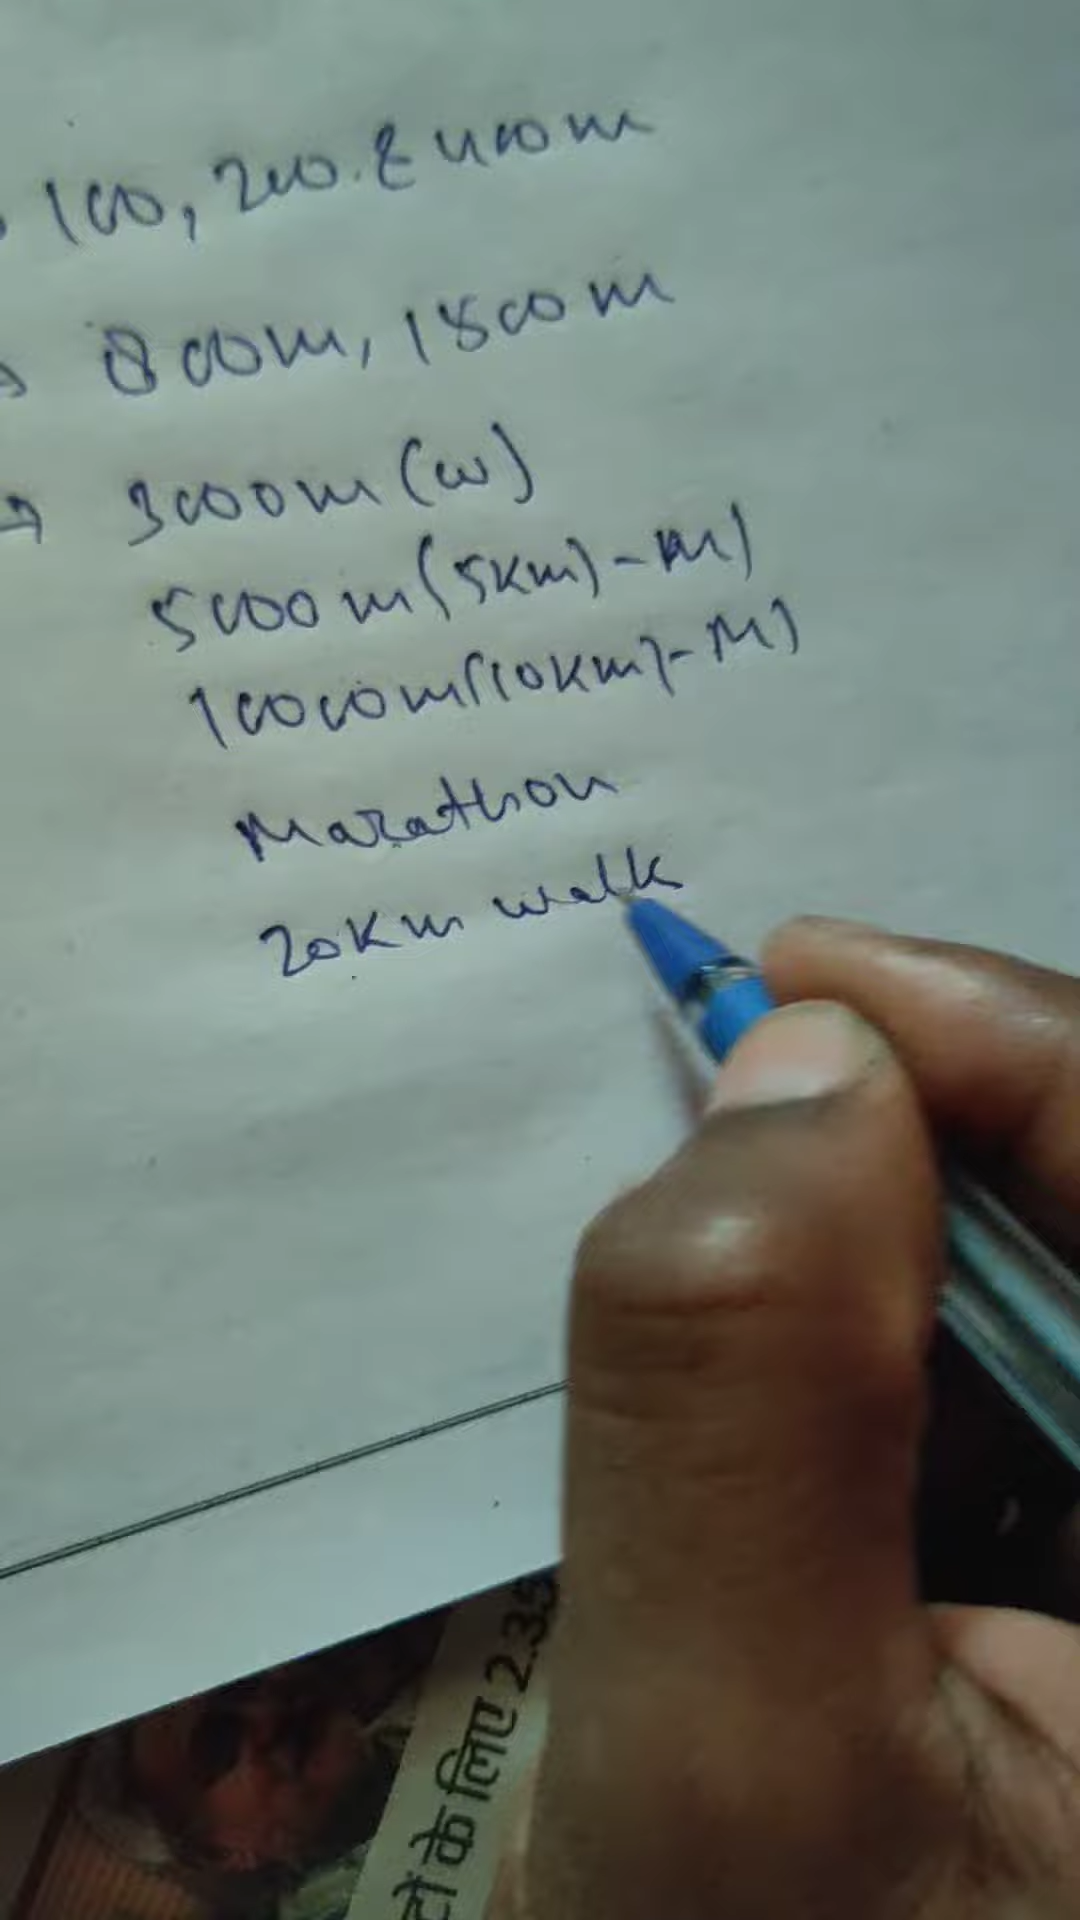 100, 200. & 400m
→ 800m, 1500m
→ 3000m (w)
5000m (5km) - M)
10000m (10km) - M)
Marathon
20km walk
टों के लिए 2.35